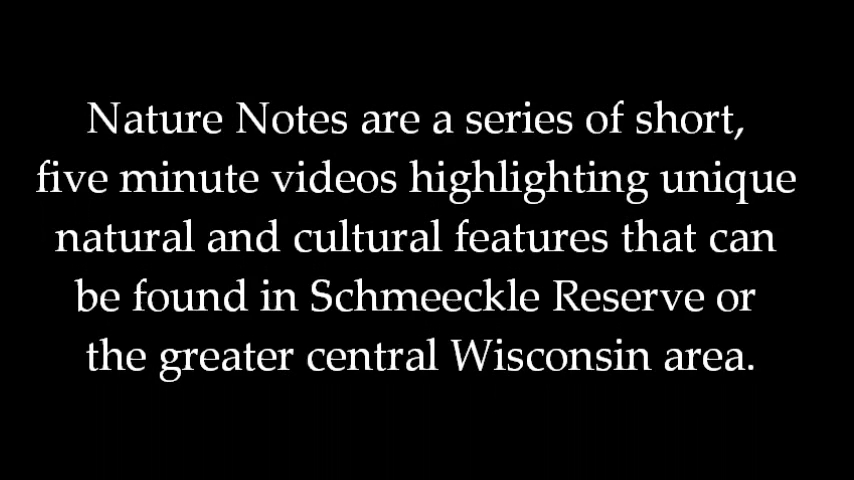 Nature Notes are a series of short,
five minute videos highlighting unique
natural and cultural features that can
be found in Schmeeckle Reserve or
the greater central Wisconsin area.